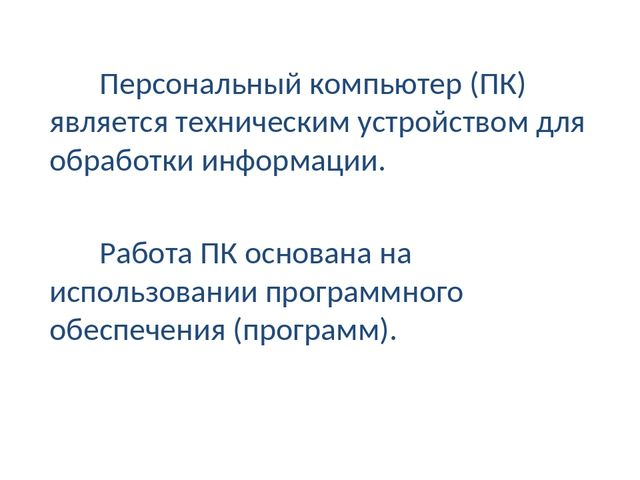 Персональный компьютер (ПК)
является техническим устройством для
обработки информации.
Работа ПК основана на
использовании программного
обеспечения (программ).